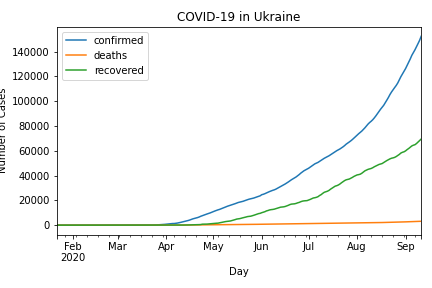 COVID-19 in Ukraine
confirmed
deaths
recovered
140000
120000
100000
80000
60000
40000
20000
0
Number of Cases
Feb
2020
Mar
Apr
May
Jun
Jul
Aug
Sep
Day